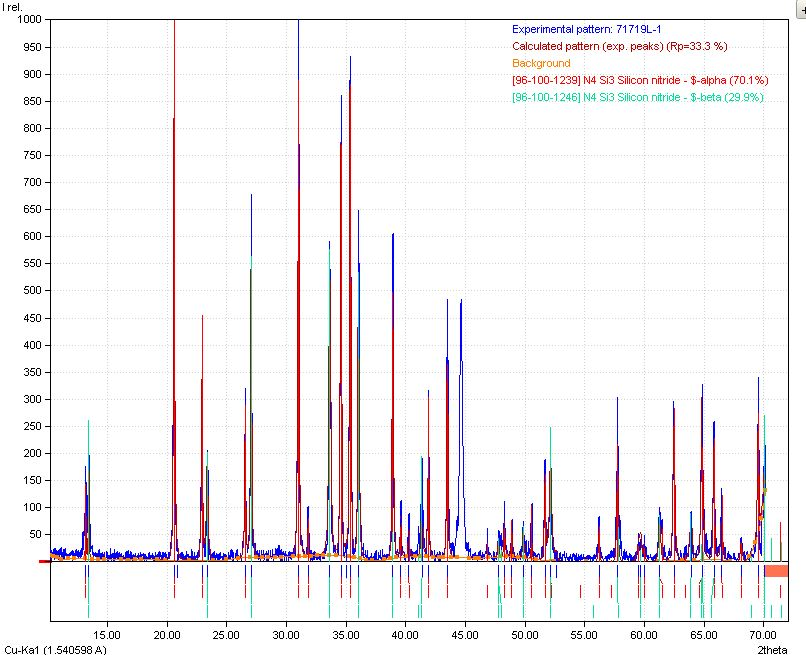 I rel.
Experimental pattern: 71719L-1
Calculated pattern (exp. peaks) (Rp=33.3 %)
Background
[96-100-1239] N4 Si3 Silicon nitride - $-alpha (70.1%)
[96-100-1246] N4 Si3 Silicon nitride - $-beta (29.9%)
1000
950
900
850
800
750
700
650
600
550
500
450
400
350
300
250
200
150
100
50
15.00 20.00 25.00 30.00 35.00 40.00 45.00 50.00 55.00 60.00 65.00 70.00
Cu-Ka1 (1.540598 A) 2theta